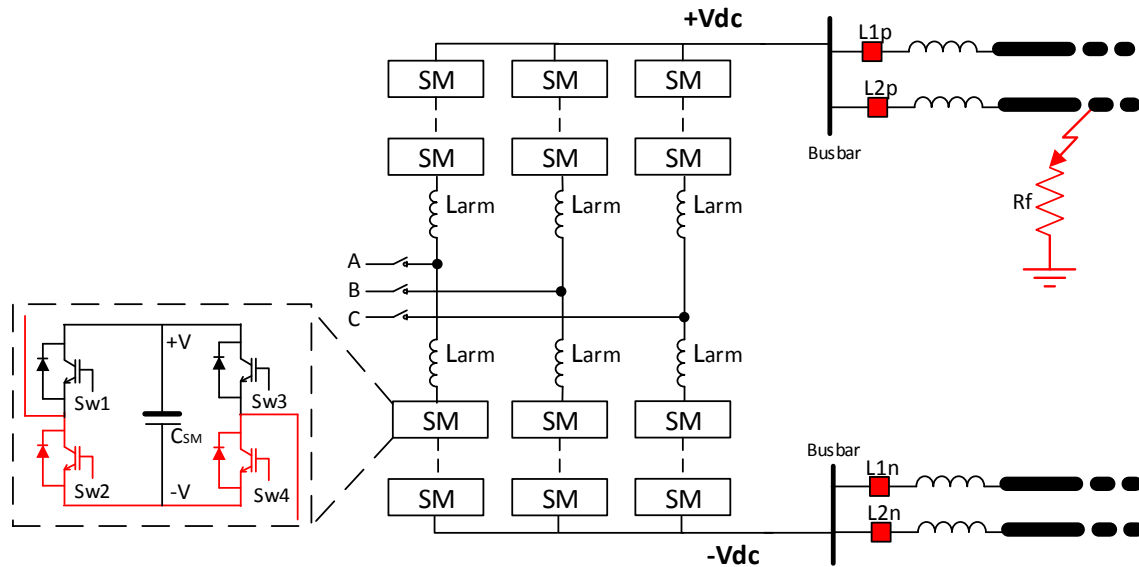 +Vdc
L1p
L2p
Busbar
Rf
SM SM SM
SM SM SM
Larm Larm Larm
A
B
C
Larm Larm Larm
SM SM SM
SM SM SM
-Vdc
+V
Sw1
Sw3
CSM
Sw2
-V
Sw4
Busbar
L1n
L2n